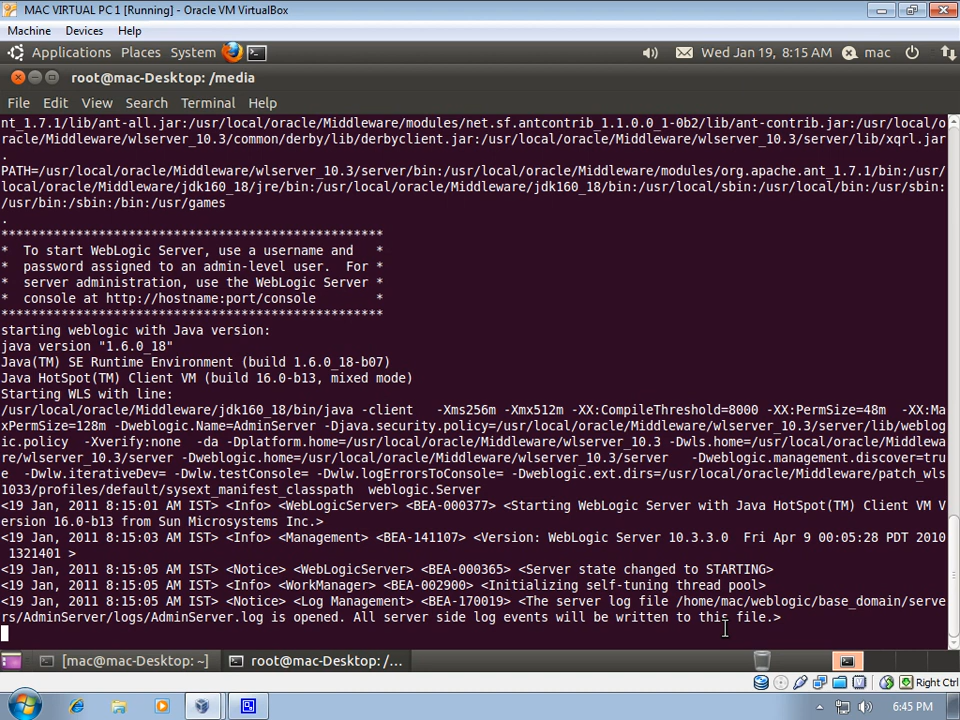 MAC VIRTUAL PC 1 [Running] - Oracle VM VirtualBox
Machine Devices Help
Applications Places System Wed Jan 19, 8:15 AM mac
root@mac-Desktop: /media
File Edit View Search Terminal Help
nt_1.7.1/lib/ant-all.jar:/usr/local/oracle/Middleware/modules/net.sf.antcontrib_1.1.0.0_1-0b2/lib/ant-contrib.jar:/usr/local/o
racle/Middleware/wlserver_10.3/common/derby/lib/derbyclient.jar:/usr/local/oracle/Middleware/wlserver_10.3/server/lib/xqrl.jar
.
PATH=/usr/local/oracle/Middleware/wlserver_10.3/server/bin:/usr/local/oracle/Middleware/modules/org.apache.ant_1.7.1/bin:/usr/
local/oracle/Middleware/jdk160_18/jre/bin:/usr/local/oracle/Middleware/jdk160_18/bin:/usr/local/sbin:/usr/local/bin:/usr/sbin:
/usr/bin:/sbin:/bin:/usr/games
.
***************************************************
*  To start WebLogic Server, use a username and   *
*  password assigned to an admin-level user.  For *
*  server administration, use the WebLogic Server *
*  console at http://hostname:port/console        *
***************************************************
starting weblogic with Java version:
java version "1.6.0_18"
Java(TM) SE Runtime Environment (build 1.6.0_18-b07)
Java HotSpot(TM) Client VM (build 16.0-b13, mixed mode)
Starting WLS with line:
/usr/local/oracle/Middleware/jdk160_18/bin/java -client   -Xms256m -Xmx512m -XX:CompileThreshold=8000 -XX:PermSize=48m  -XX:Ma
xPermSize=128m -Dweblogic.Name=AdminServer -Djava.security.policy=/usr/local/oracle/Middleware/wlserver_10.3/server/lib/weblog
ic.policy  -Xverify:none  -da -Dplatform.home=/usr/local/oracle/Middleware/wlserver_10.3 -Dwls.home=/usr/local/oracle/Middlewa
re/wlserver_10.3/server -Dweblogic.home=/usr/local/oracle/Middleware/wlserver_10.3/server   -Dweblogic.management.discover=tru
e  -Dwlw.iterativeDev= -Dwlw.testConsole= -Dwlw.logErrorsToConsole= -Dweblogic.ext.dirs=/usr/local/oracle/Middleware/patch_wls
1033/profiles/default/sysext_manifest_classpath  weblogic.Server
<19 Jan, 2011 8:15:01 AM IST> <Info> <WebLogicServer> <BEA-000377> <Starting WebLogic Server with Java HotSpot(TM) Client VM V
ersion 16.0-b13 from Sun Microsystems Inc.>
<19 Jan, 2011 8:15:03 AM IST> <Info> <Management> <BEA-141107> <Version: WebLogic Server 10.3.3.0  Fri Apr 9 00:05:28 PDT 2010
 1321401 >
<19 Jan, 2011 8:15:05 AM IST> <Notice> <WebLogicServer> <BEA-000365> <Server state changed to STARTING>
<19 Jan, 2011 8:15:05 AM IST> <Info> <WorkManager> <BEA-002900> <Initializing self-tuning thread pool>
<19 Jan, 2011 8:15:05 AM IST> <Notice> <Log Management> <BEA-170019> <The server log file /home/mac/weblogic/base_domain/serve
rs/AdminServer/logs/AdminServer.log is opened. All server side log events will be written to this file.>
[mac@mac-Desktop: ~] root@mac-Desktop: /...
Right Ctrl
6:45 PM